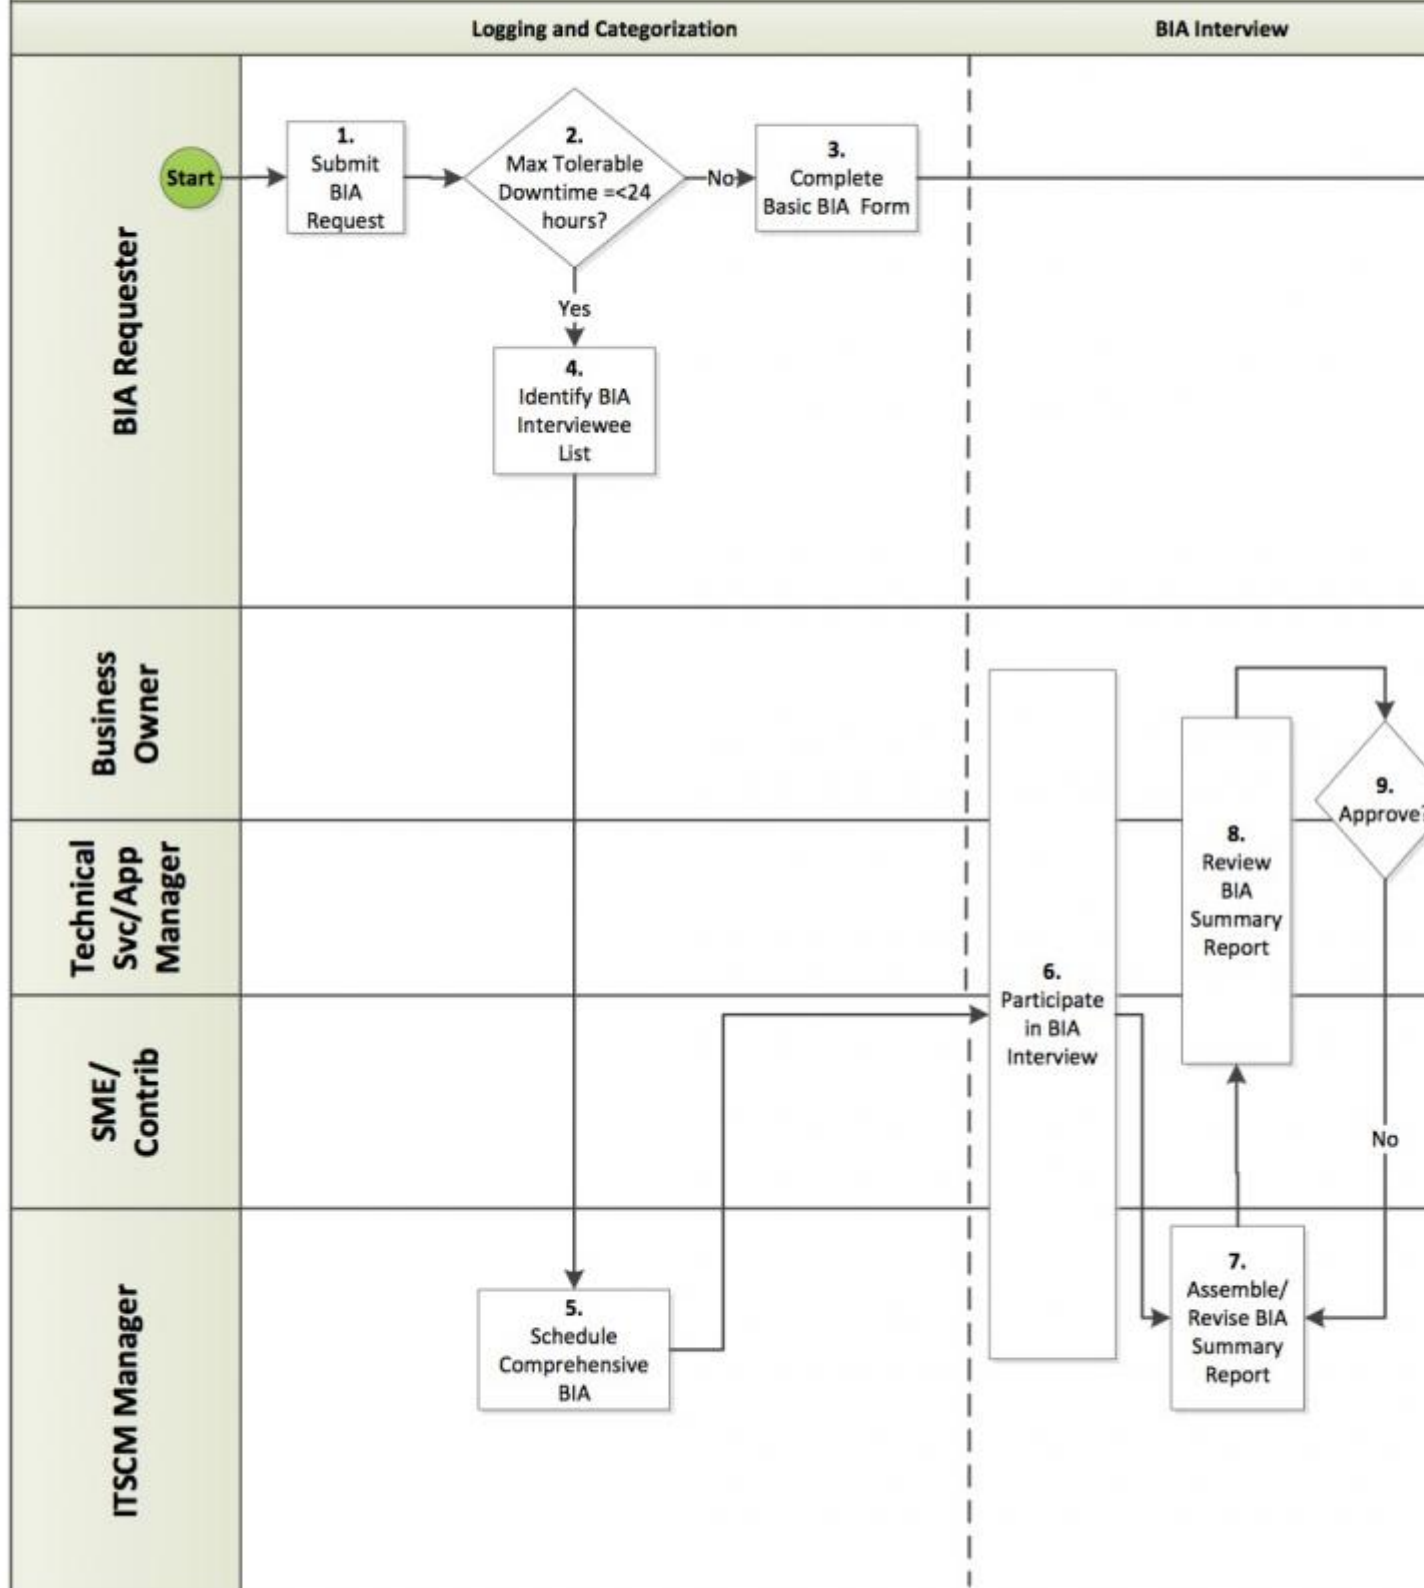 Logging and Categorization
BIA Interview
BIA Requester
Start
1.
Submit
BIA
Request
2.
Max Tolerable
Downtime =<24
hours?
No
3.
Complete
Basic BIA Form
Yes
4.
Identify BIA
Interviewee
List
Business
Owner
9.
Approve?
Technical
Svc/App
Manager
8.
Review
BIA
Summary
Report
6.
Participate
in BIA
Interview
SME/
Contrib
No
ITSCM Manager
5.
Schedule
Comprehensive
BIA
7.
Assemble/
Revise BIA
Summary
Report